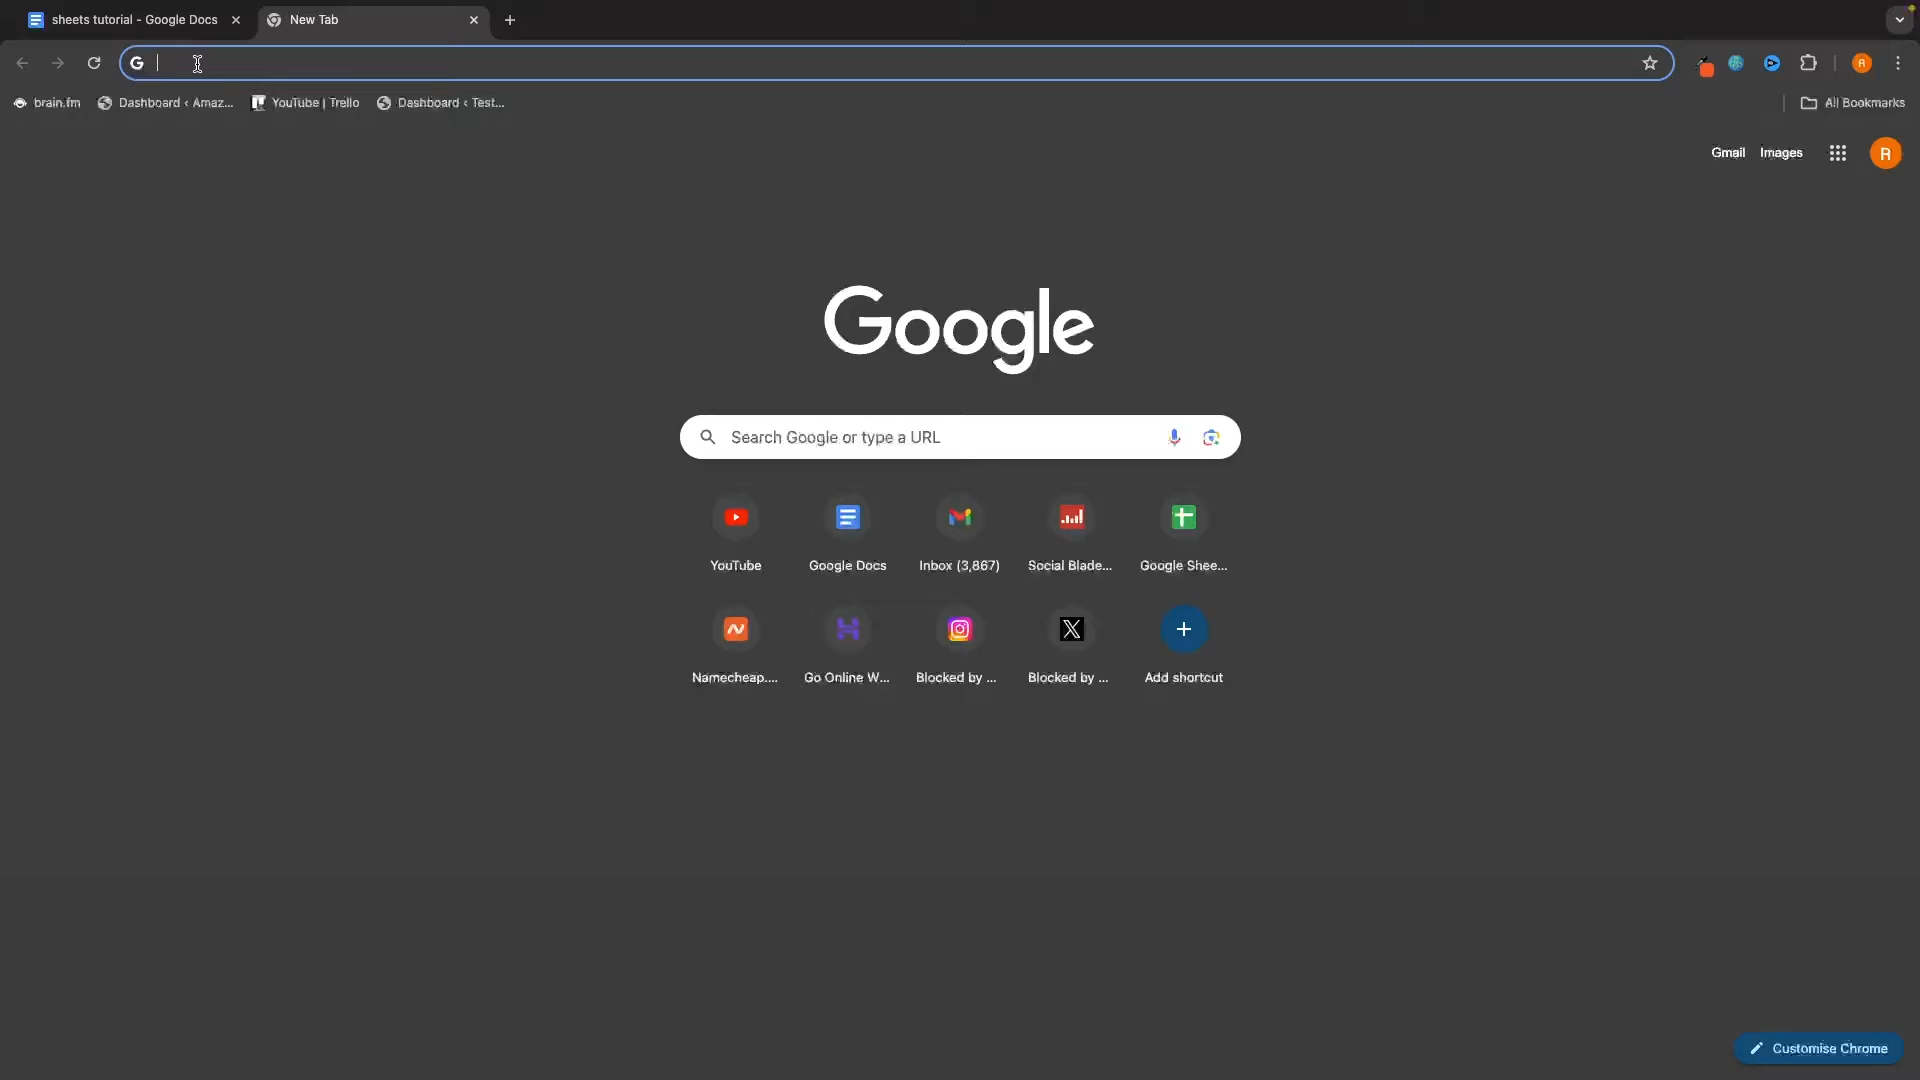 sheets tutorial - Google Docs
New Tab
brain.fm
Dashboard ‹ Amaz...
YouTube | Trello
Dashboard ‹ Test...
All Bookmarks
R
Gmail
Images
R
Google
Search Google or type a URL
YouTube
Google Docs
Inbox (3,867)
Social Blade...
Google Shee...
Namecheap....
Go Online W...
Blocked by ...
Blocked by ...
Add shortcut
Customise Chrome